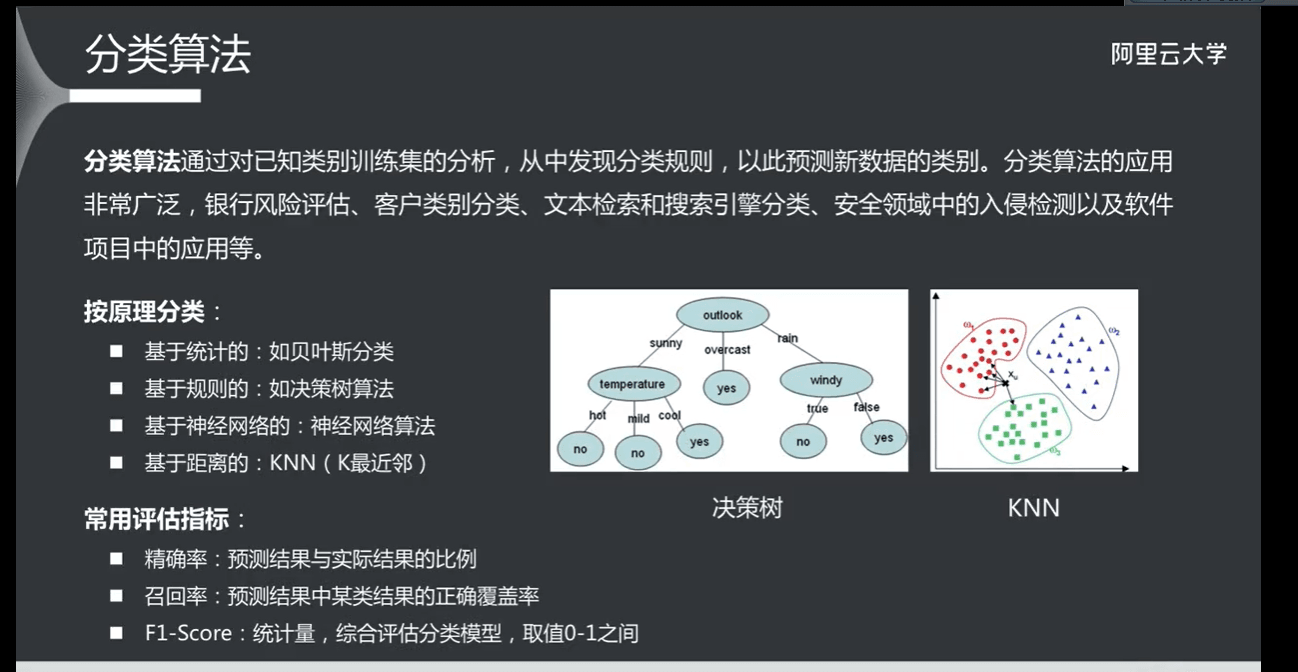 分类算法
阿里云大学
分类算法通过对已知类别训练集的分析，从中发现分类规则，以此预测新数据的类别。分类算法的应用
非常广泛，银行风险评估、客户类别分类、文本检索和搜索引擎分类、安全领域中的入侵检测以及软件
项目中的应用等。
按原理分类：
■ 基于统计的：如贝叶斯分类
■ 基于规则的：如决策树算法
■ 基于神经网络的：神经网络算法
■ 基于距离的：KNN（K最近邻）
outlook
sunny
overcast
rain
temperature
yes
windy
hot
mild
cool
true
false
no
no
yes
no
yes
决策树
ω₁
ω₂
xᵤ
ω₃
KNN
常用评估指标：
■ 精确率：预测结果与实际结果的比例
■ 召回率：预测结果中某类结果的正确覆盖率
■ F1-Score：统计量，综合评估分类模型，取值0-1之间